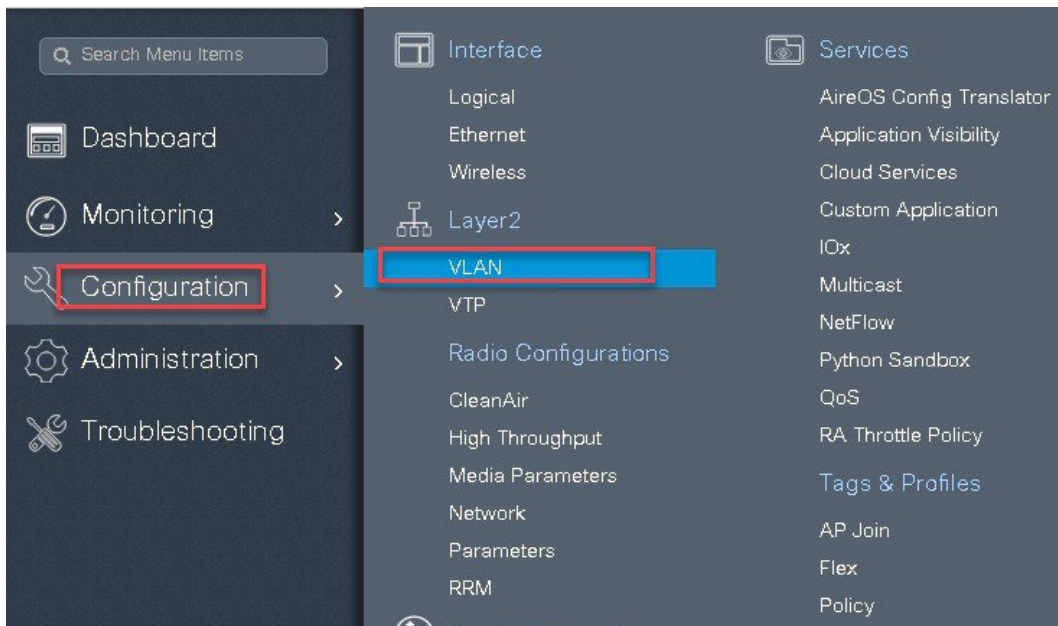 Search Menu Items
Dashboard
Monitoring
Configuration
Administration
Troubleshooting
Interface
Logical
Ethernet
Wireless
Layer2
VLAN
VTP
Radio Configurations
CleanAir
High Throughput
Media Parameters
Network
Parameters
RRM
Services
AireOS Config Translator
Application Visibility
Cloud Services
Custom Application
IOx
Multicast
NetFlow
Python Sandbox
QoS
RA Throttle Policy
Tags & Profiles
AP Join
Flex
Policy